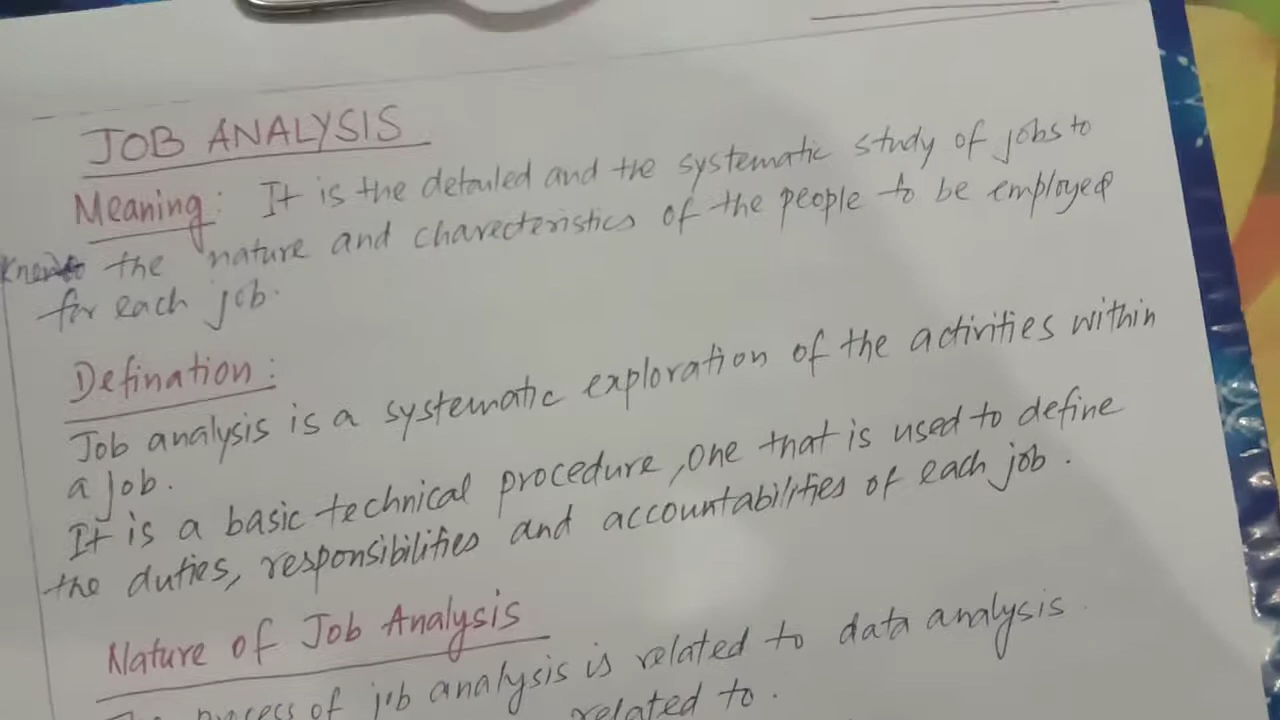 JOB ANALYSIS
Meaning: It is the detailed and the systematic study of jobs to
the nature and charecteristics of the people to be employed
for each job.
Defination:
Job analysis is a systematic exploration of the activities within
a job.
It is a basic technical procedure, one that is used to define
the duties, responsibilities and accountabilities of each job.
Nature of Job Analysis
process of job analysis is related to data analysis
related to.